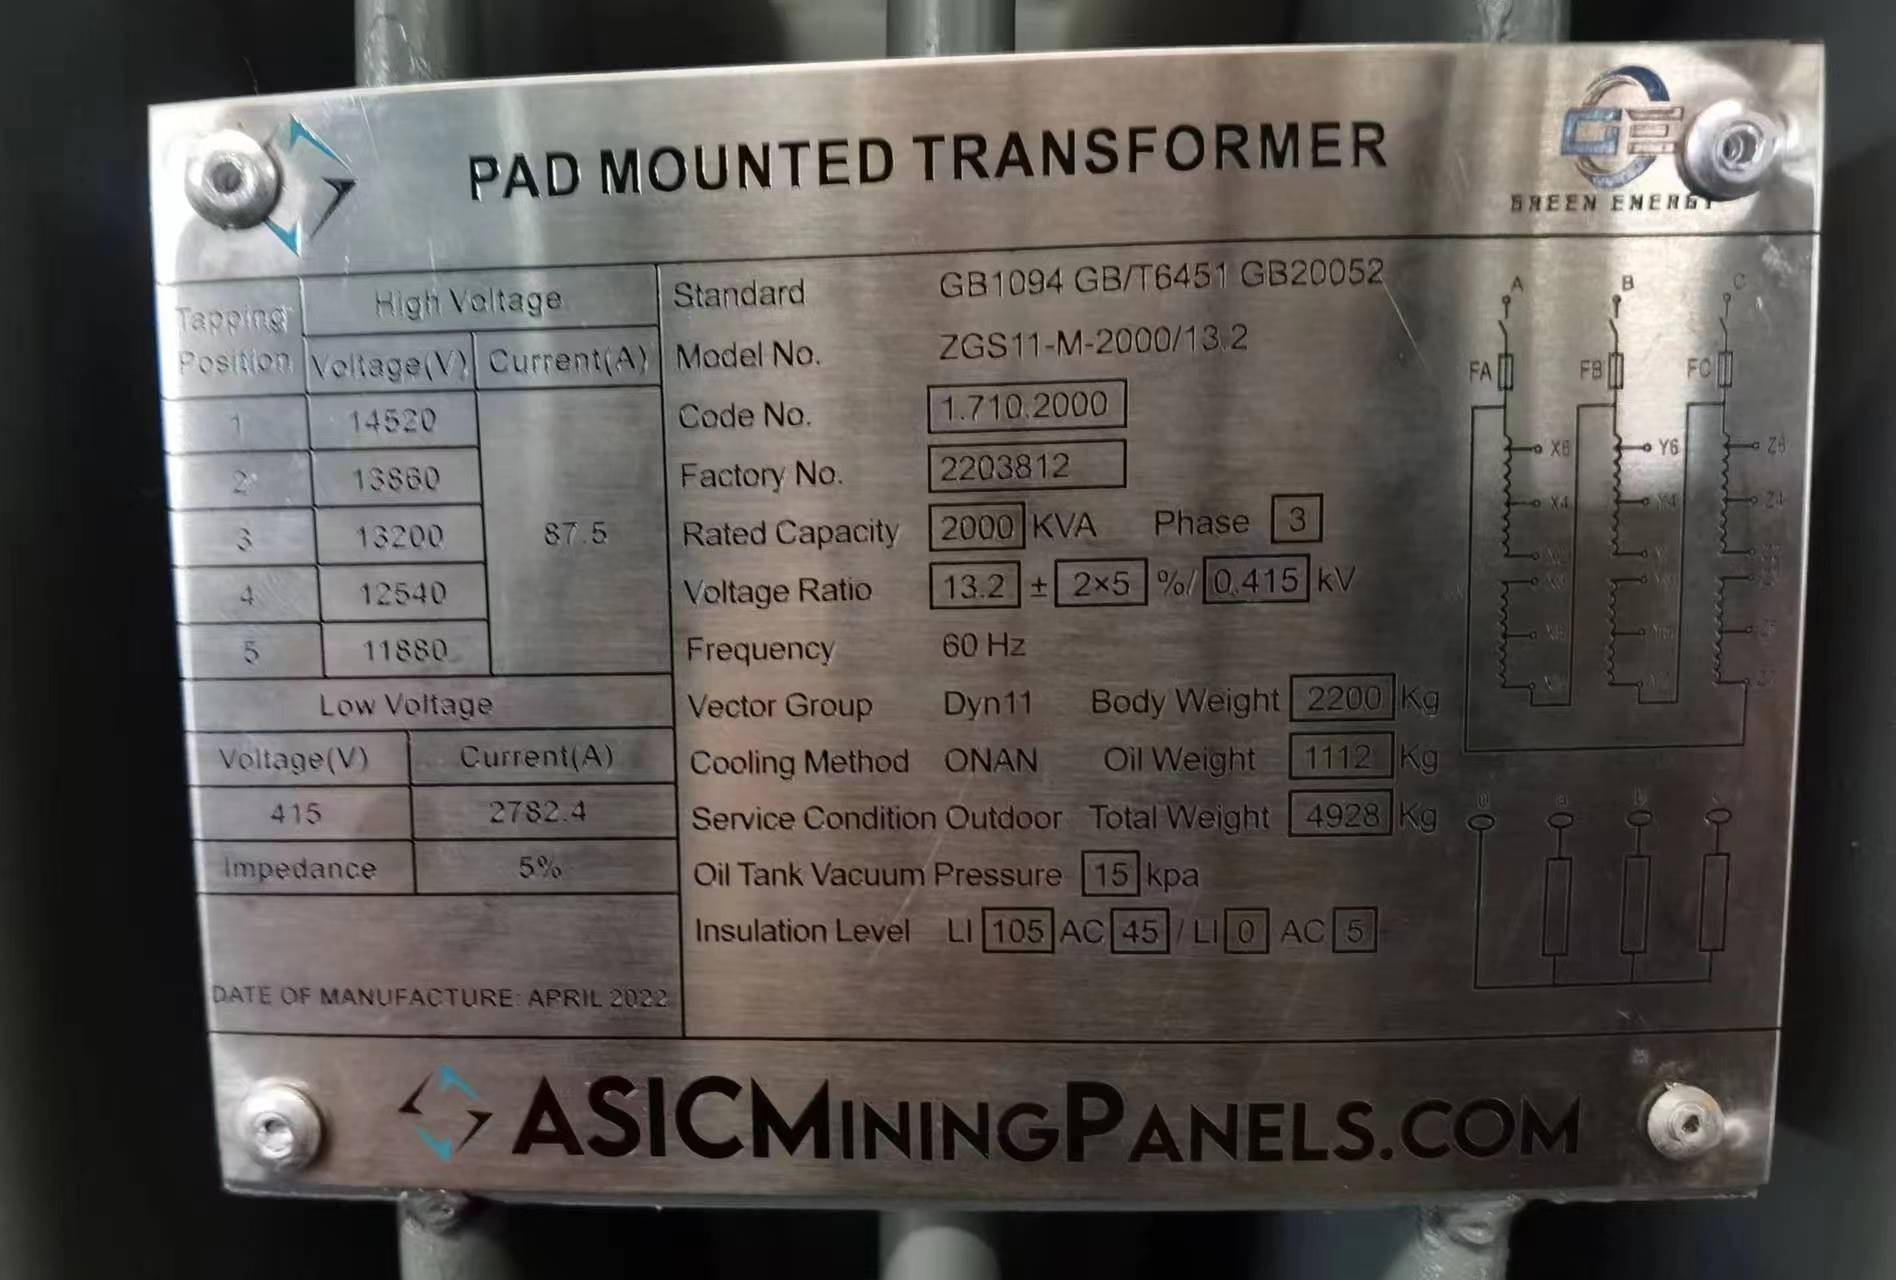 PAD MOUNTED TRANSFORMER
GREEN ENERGY
Tapping Position
High Voltage
Voltage(V) Current(A)
1 14520
2 13860
3 13200 87.5
4 12540
5 11880
Low Voltage
Voltage(V) Current(A)
415 2782.4
Impedance 5%
DATE OF MANUFACTURE: APRIL 2022
Standard GB1094 GB/T6451 GB20052
Model No. ZGS11-M-2000/13.2
Code No. 1.710.2000
Factory No. 2203812
Rated Capacity 2000 KVA Phase 3
Voltage Ratio 13.2 ± 2×5 %/ 0.415 kV
Frequency 60 Hz
Vector Group Dyn11 Body Weight 2200 Kg
Cooling Method ONAN Oil Weight 1112 Kg
Service Condition Outdoor Total Weight 4928 Kg
Oil Tank Vacuum Pressure 15 kpa
Insulation Level LI 105 AC 45 / LI 0 AC 5
A B C
FA FB FC
X6 Y6 Z6
X4 Y4 Z4
ASICMiningPanels.com